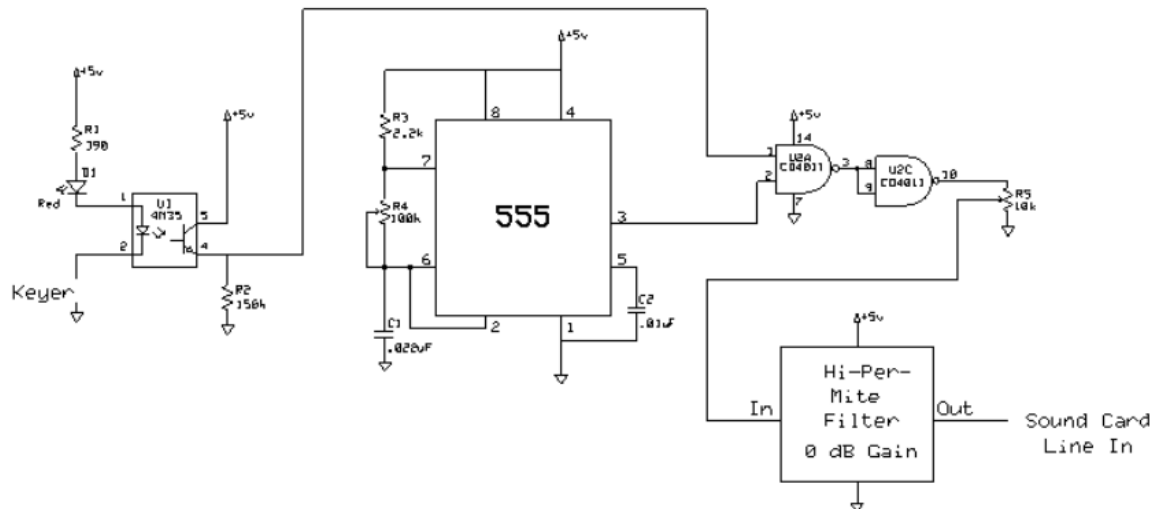 +5v
R1
390
D1
Red
1
2
Keyer
U1
4N35
5
4
+5v
R2
150k
+5v
R3
2.2k
R4
100k
C1
.022uF
8
4
7
6
2
1
3
5
555
C2
.01uF
+5v
14
1
2
U2A
CD4011
3
7
8
9
U2C
CD4011
10
R5
10k
+5v
In
Hi-Per-
Mite
Filter
0 dB Gain
Out
Sound Card
Line In